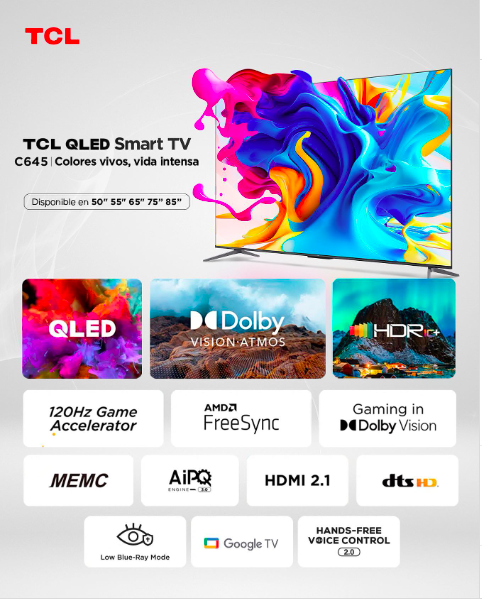 TCL
TCL QLED Smart TV
C645 | Colores vivos, vida intensa
Disponible en 50" 55" 65" 75" 85"
QLED
Dolby
VISION ATMOS
HDR10+
120Hz Game
Accelerator
AMD
FreeSync
Gaming in
Dolby Vision
MEMC
AiPQ
ENGINE 3.0
HDMI 2.1
dts HD
Low Blue-Ray Mode
Google TV
HANDS-FREE
VOICE CONTROL
2.0